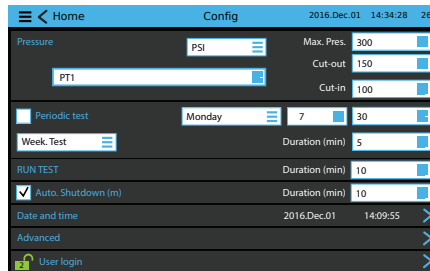 Home Config 2016.Dec.01 14:34:28 26
Pressure PSI Max. Pres. 300
Cut-out 150
PT1
Cut-in 100
Periodic test Monday 7 30
Week. Test Duration (min) 5
RUN TEST Duration (min) 10
Auto. Shutdown (m) Duration (min) 10
Date and time 2016.Dec.01 14:09:55
Advanced
2 User login